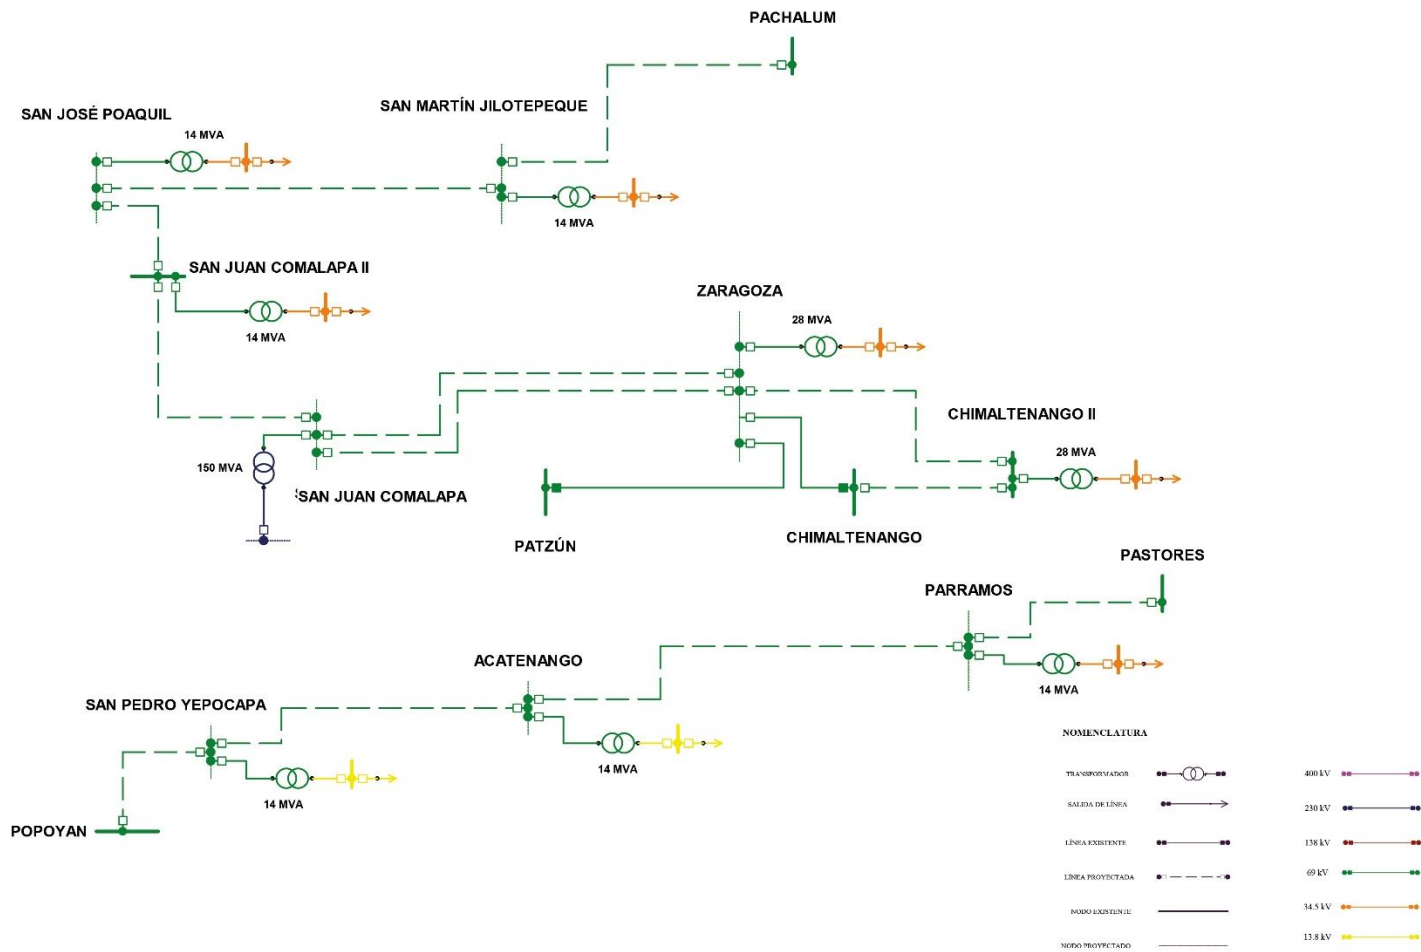 PACHALUM
SAN MARTÍN JILOTEPEQUE
SAN JOSÉ POAQUIL
14 MVA
14 MVA
SAN JUAN COMALAPA II
14 MVA
ZARAGOZA
28 MVA
CHIMALTENANGO II
28 MVA
150 MVA
SAN JUAN COMALAPA
PATZÚN
CHIMALTENANGO
PASTORES
PARRAMOS
14 MVA
ACATENANGO
14 MVA
SAN PEDRO YEPOCAPA
14 MVA
POPOYAN
NOMENCLATURA
TRANSFORMADOR
SALIDA DE LÍNEA
LÍNEA EXISTENTE
LÍNEA PROYECTADA
NODO EXISTENTE
NODO PROYECTADO
400 kV
230 kV
138 kV
69 kV
34.5 kV
13.8 kV